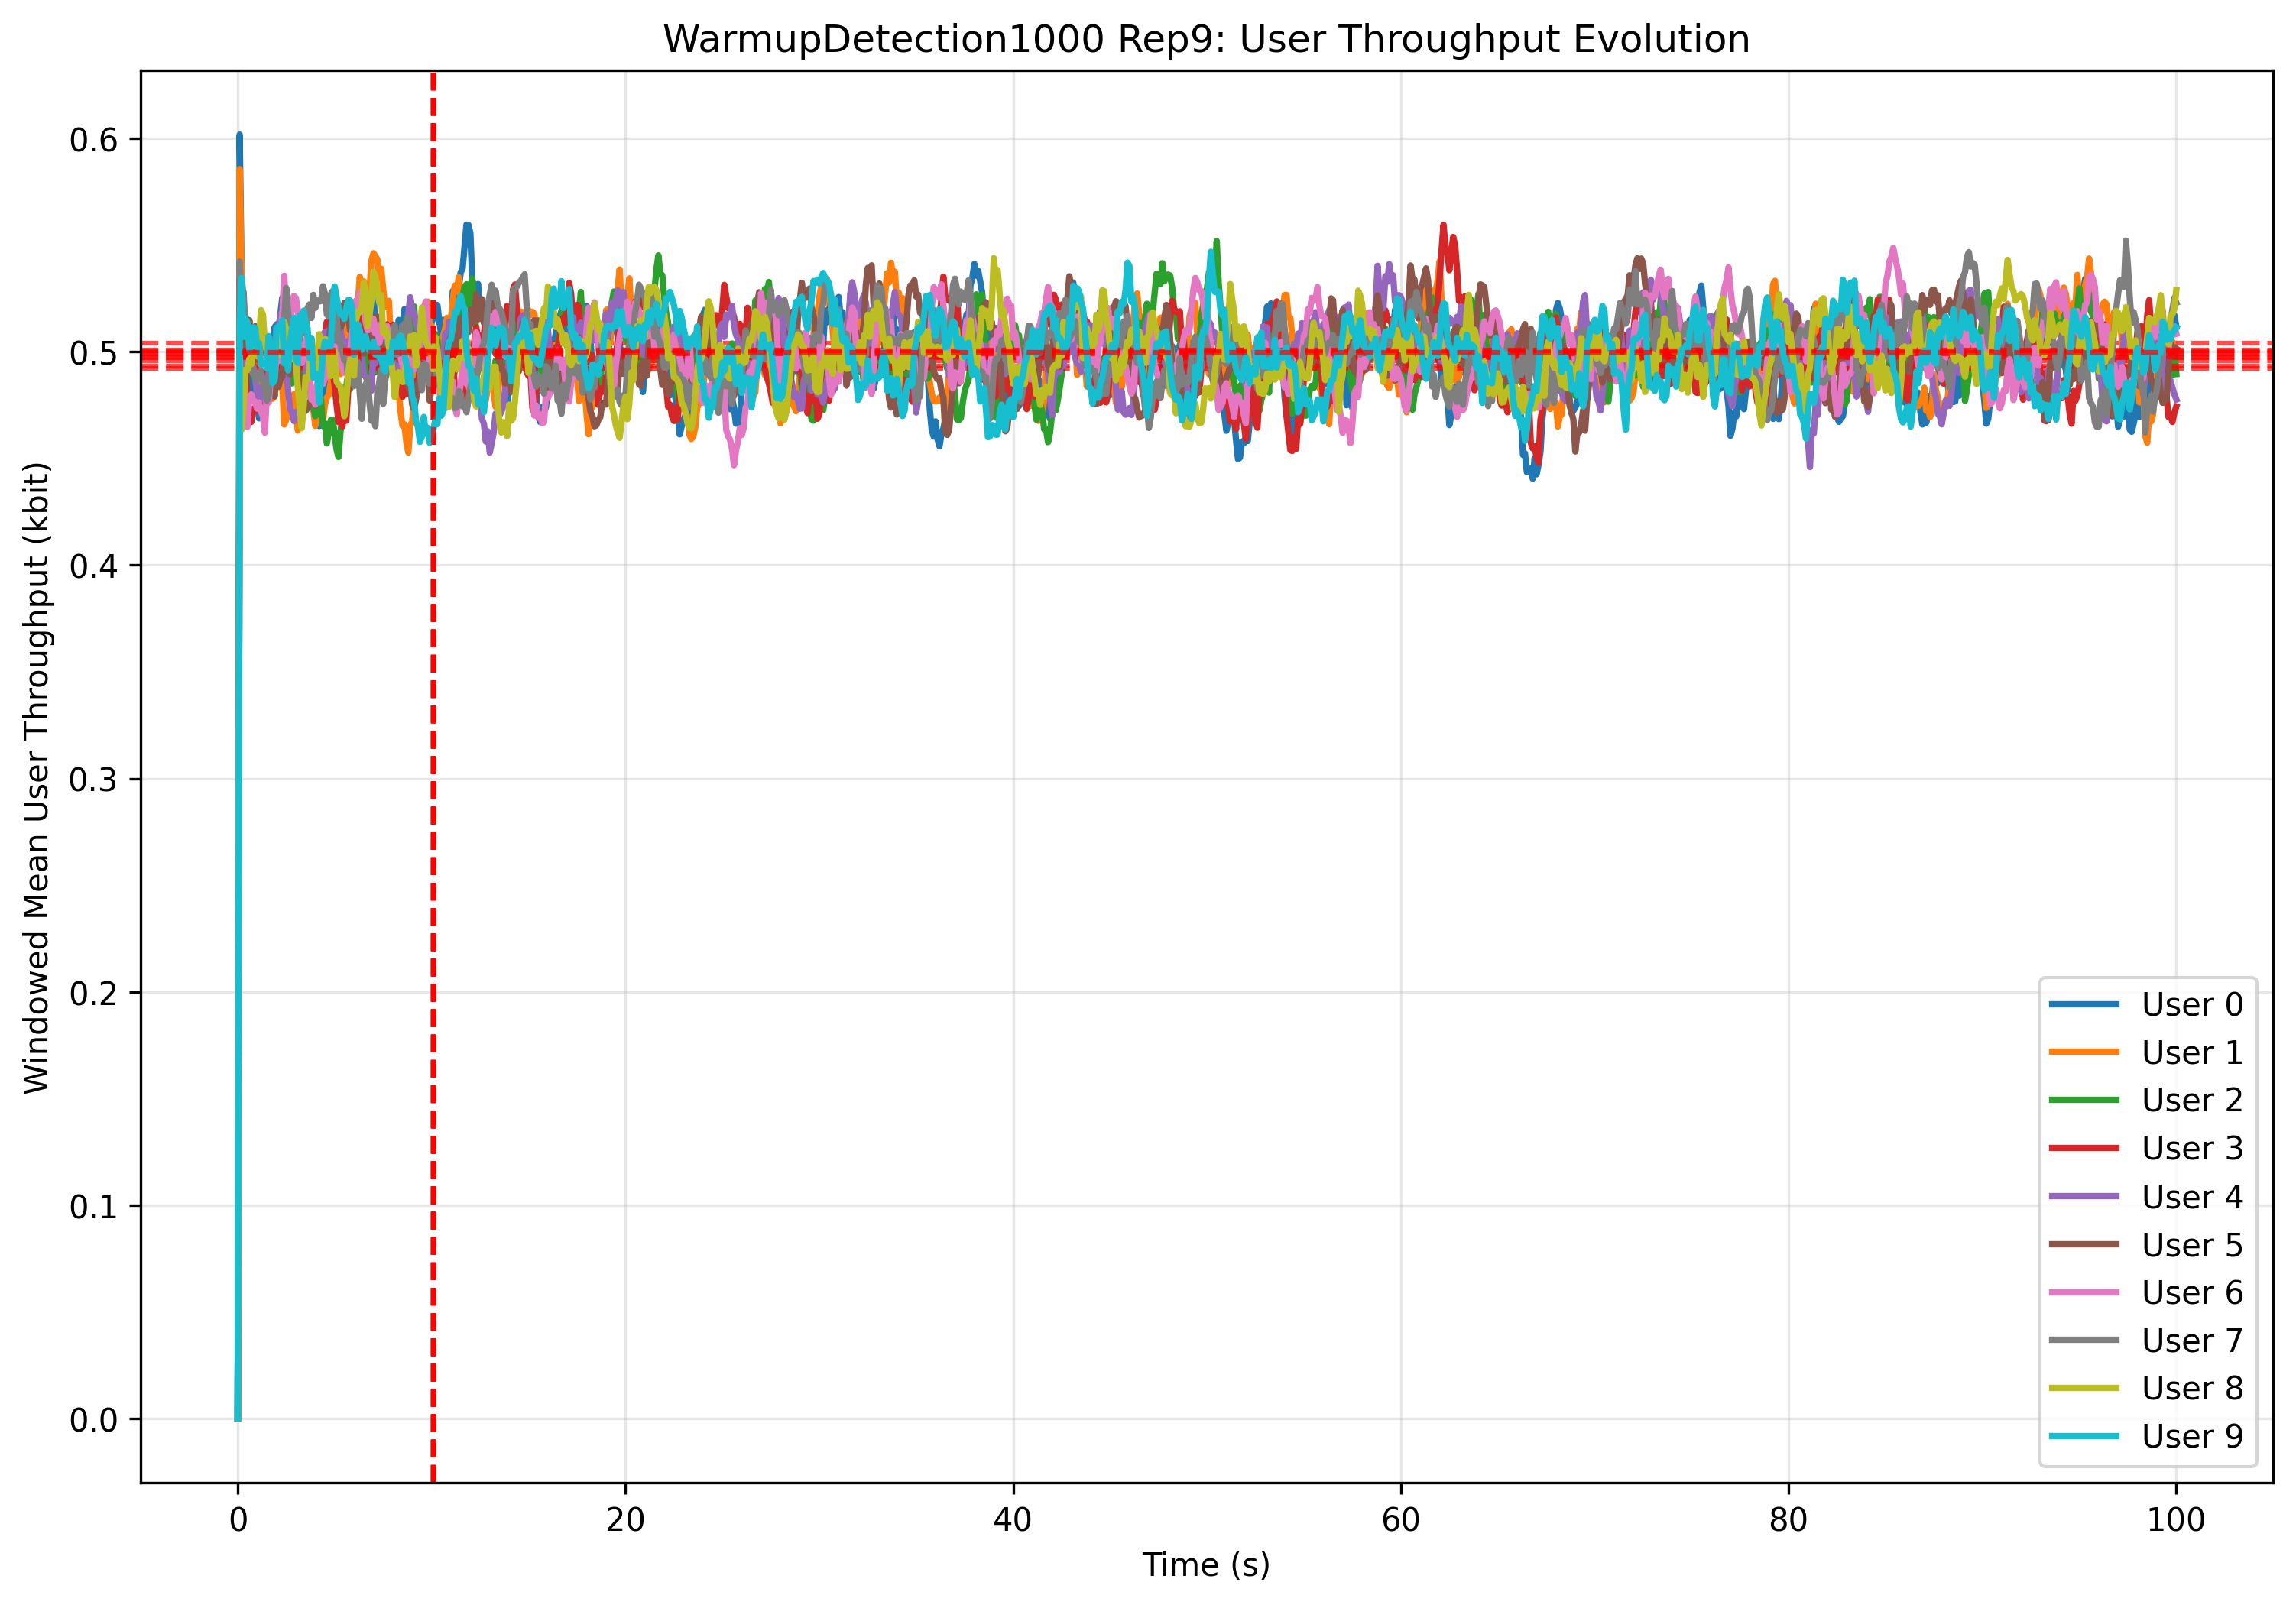 WarmupDetection1000 Rep9: User Throughput Evolution
Windowed Mean User Throughput (kbit)
0.6
0.5
0.4
0.3
0.2
0.1
0.0
0 20 40 60 80 100
Time (s)
User 0
User 1
User 2
User 3
User 4
User 5
User 6
User 7
User 8
User 9